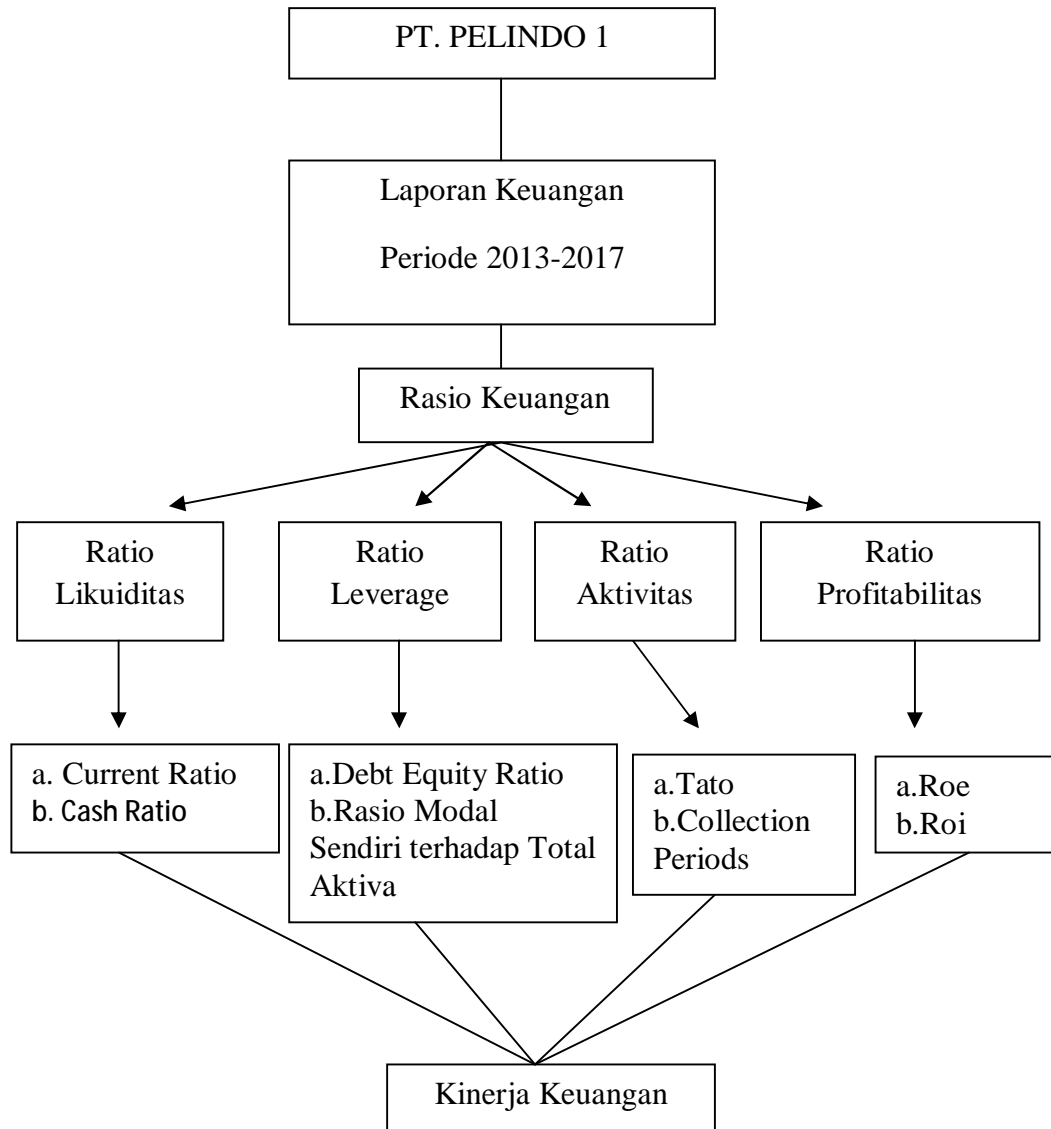 PT. PELINDO 1
Laporan Keuangan
Periode 2013-2017
Rasio Keuangan
Ratio
Likuiditas
Ratio
Leverage
Ratio
Aktivitas
Ratio
Profitabilitas
a. Current Ratio
b. Cash Ratio
a.Debt Equity Ratio
b.Rasio Modal
Sendiri terhadap Total
Aktiva
a.Tato
b.Collection
Periods
a.Roe
b.Roi
Kinerja Keuangan